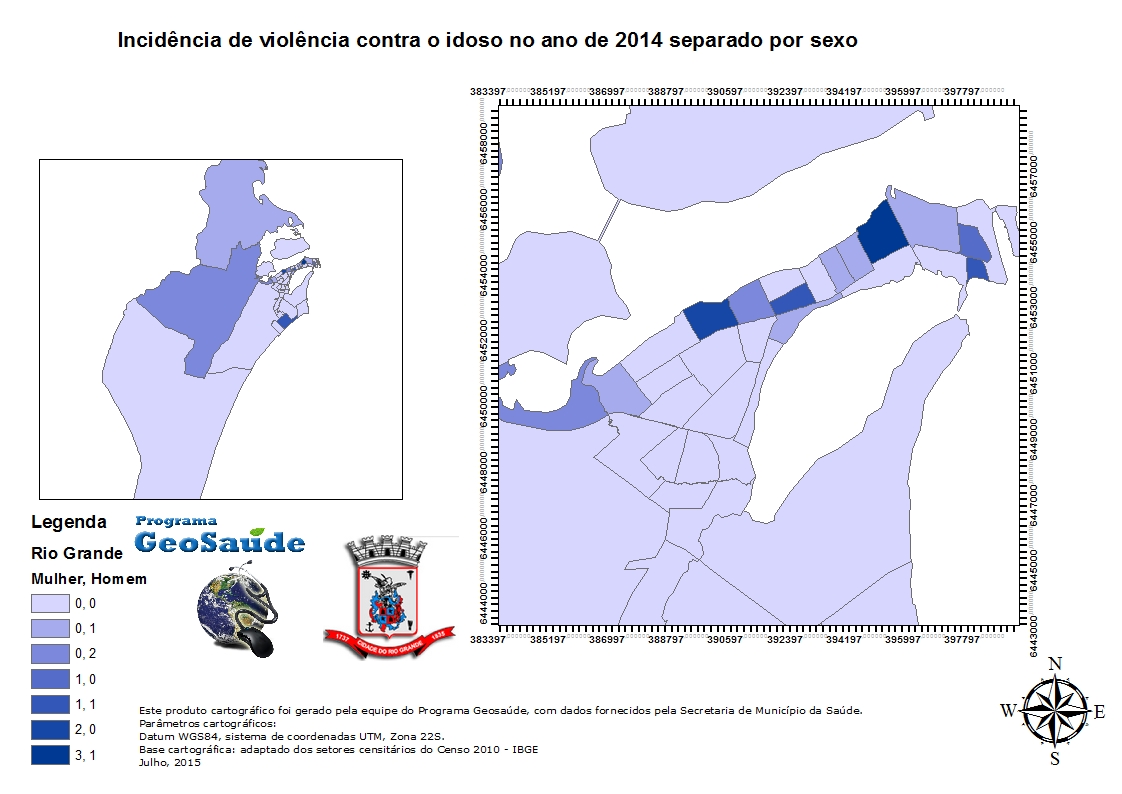 Incidência de violência contra o idoso no ano de 2014 separado por sexo
383397 385197 386997 388797 390597 392397 394197 395997 397797
6458000
6456000
6454000
6452000
6450000
6448000
6446000
6444000
6457000
6455000
6453000
6451000
6449000
6447000
6445000
6443000
383397 385197 386997 388797 390597 392397 394197 395997 397797
Legenda
Rio Grande
Mulher, Homem
0, 0
0, 1
0, 2
1, 0
1, 1
2, 0
3, 1
Programa
GeoSaúde
1737 CIDADE DO RIO GRANDE 1835
Este produto cartográfico foi gerado pela equipe do Programa Geosaúde, com dados fornecidos pela Secretaria de Município da Saúde.
Parâmetros cartográficos:
Datum WGS84, sistema de coordenadas UTM, Zona 22S.
Base cartográfica: adaptado dos setores censitários do Censo 2010 - IBGE
Julho, 2015
N
W E
S